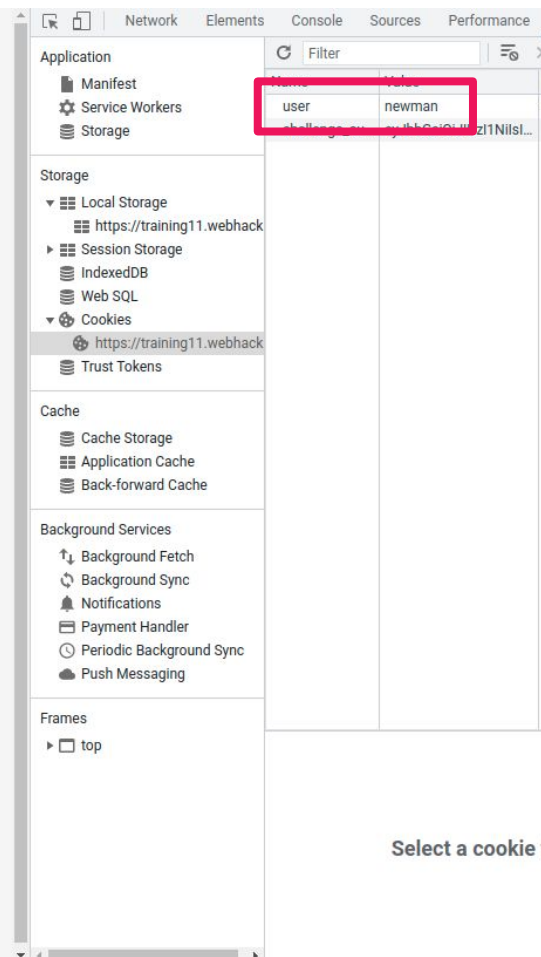 Network Elements Console Sources Performance
Application
Filter
Manifest
Service Workers
Storage
user newman
Storage
Local Storage
https://training11.webhack
Session Storage
IndexedDB
Web SQL
Cookies
https://training11.webhack
Trust Tokens
Cache
Cache Storage
Application Cache
Back-forward Cache
Background Services
Background Fetch
Background Sync
Notifications
Payment Handler
Periodic Background Sync
Push Messaging
Frames
top
Select a cookie